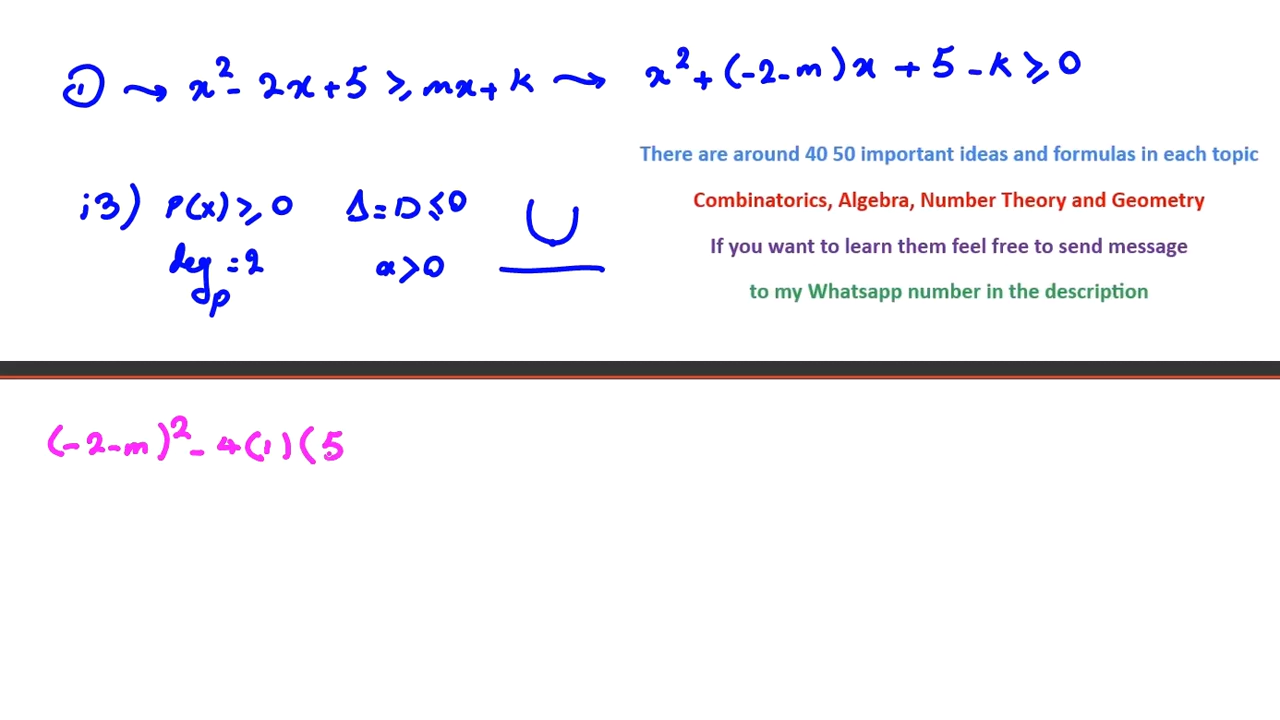 ① → x² - 2x + 5 ≥ mx + k → x² + (-2-m)x + 5 - k ≥ 0
There are around 40 50 important ideas and formulas in each topic
Combinatorics, Algebra, Number Theory and Geometry
If you want to learn them feel free to send message
to my Whatsapp number in the description
i3) P(x) ≥ 0 Δ = D ≤ 0
deg p = 2 a > 0
(-2-m)² - 4(1)(5